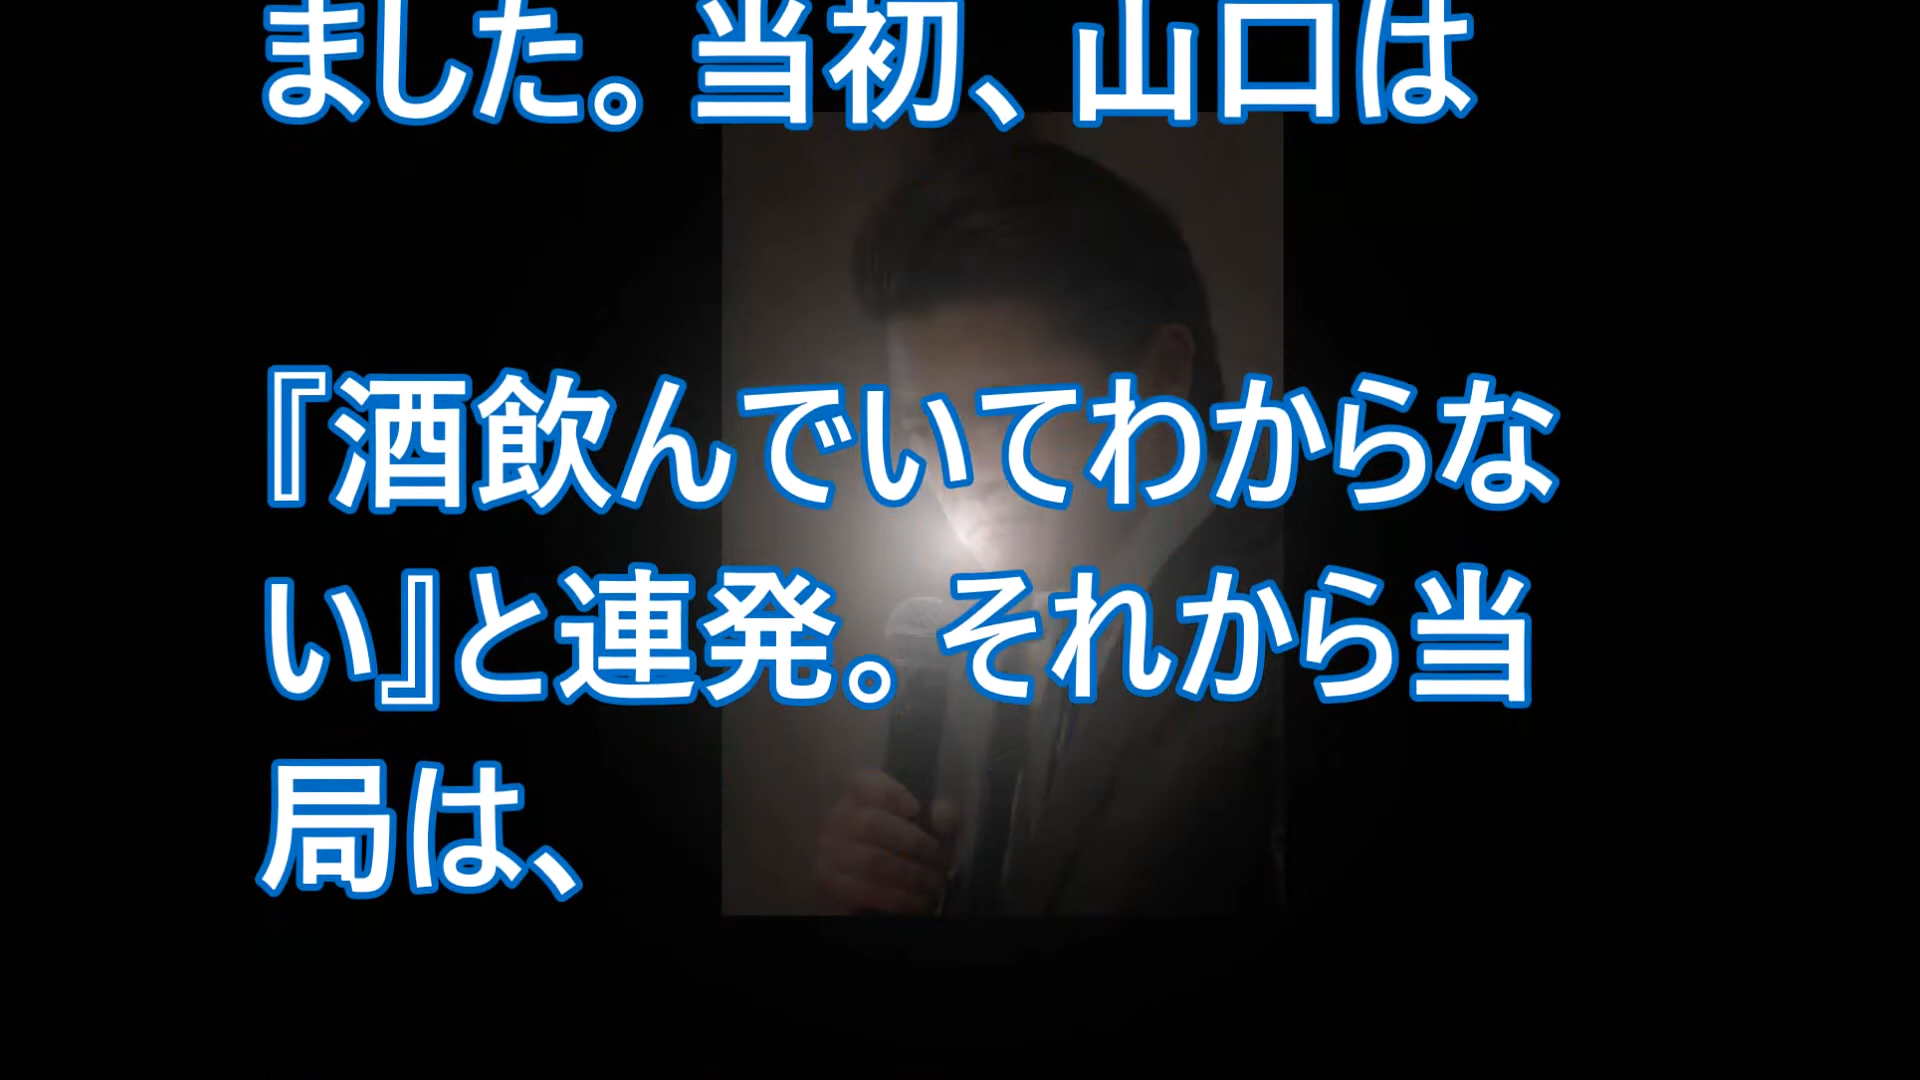 ました。当初、山口は
『酒飲んでいてわからな
い』と連発。それから当
局は、